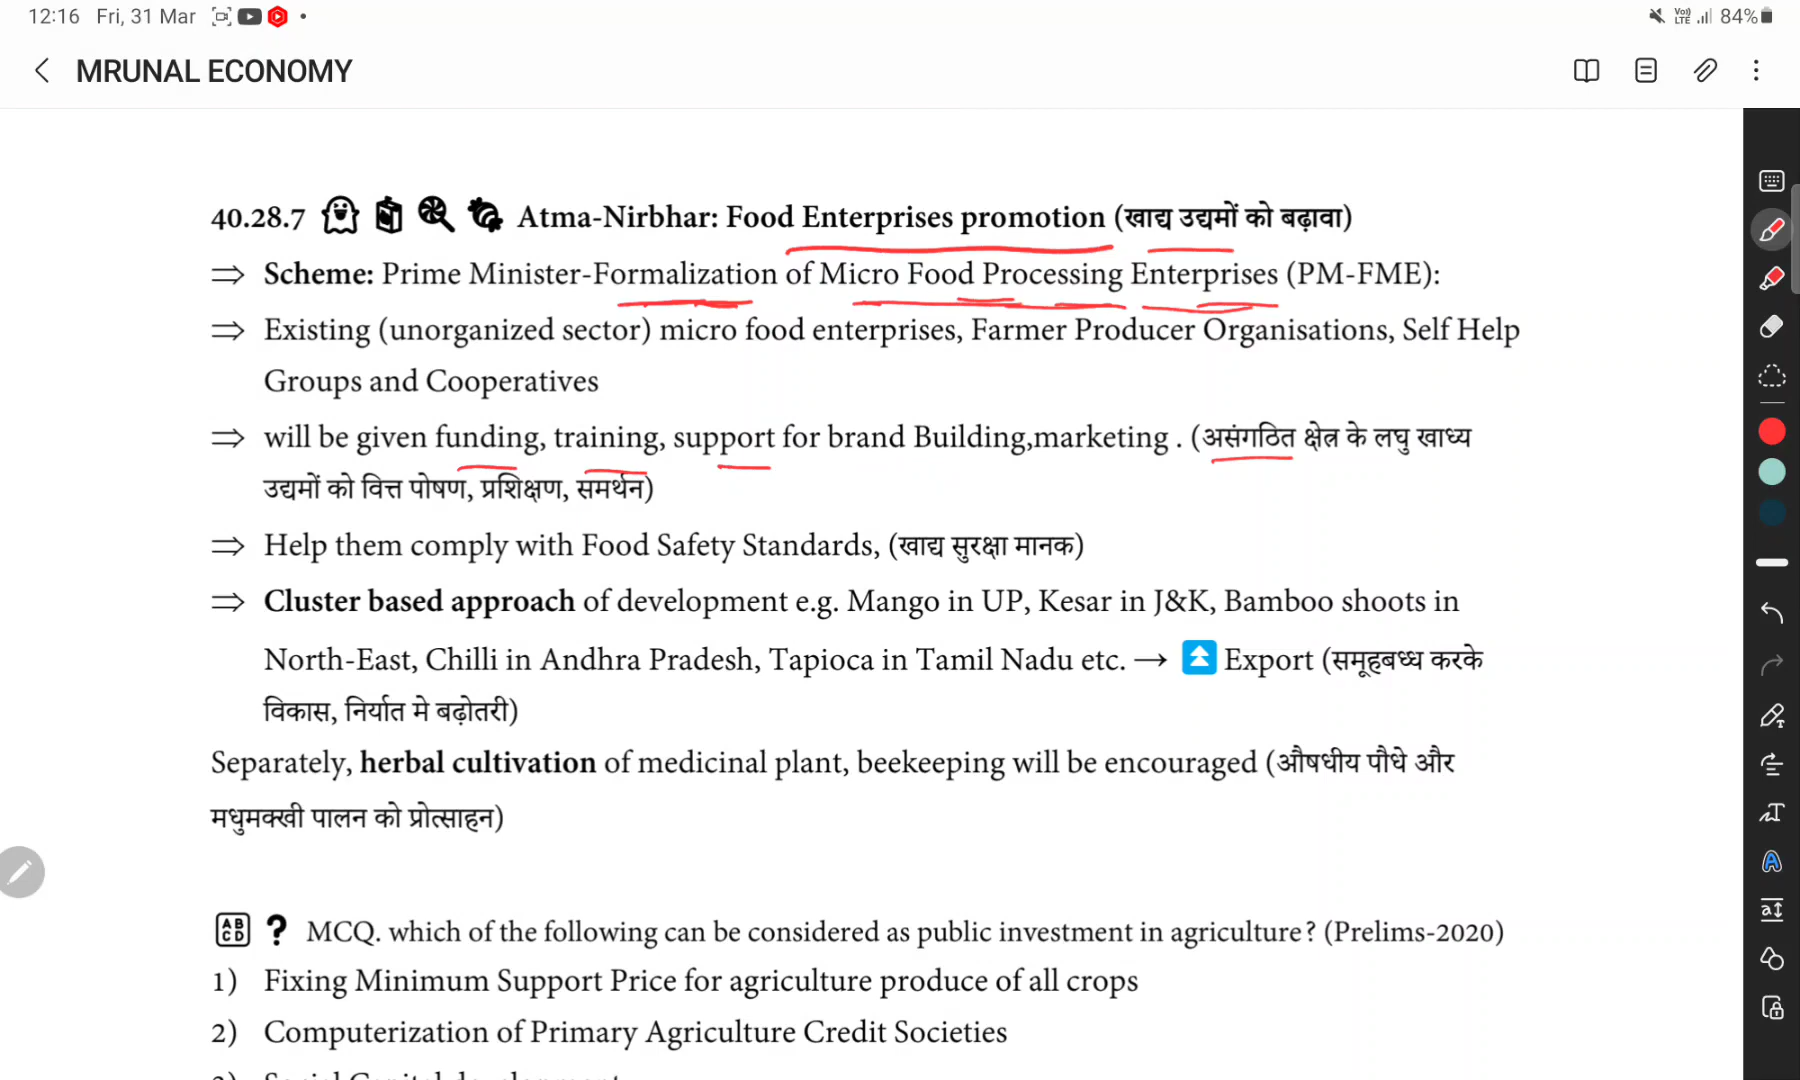 12:16 Fri, 31 Mar
Vo) LTE 84%
MRUNAL ECONOMY
40.28.7 Atma-Nirbhar: Food Enterprises promotion (खाद्य उद्यमों को बढ़ावा)
⇒ Scheme: Prime Minister-Formalization of Micro Food Processing Enterprises (PM-FME):
⇒ Existing (unorganized sector) micro food enterprises, Farmer Producer Organisations, Self Help
Groups and Cooperatives
⇒ will be given funding, training, support for brand Building,marketing . (असंगठित क्षेत्र के लघु खाध्य
उद्यमों को वित्त पोषण, प्रशिक्षण, समर्थन)
⇒ Help them comply with Food Safety Standards, (खाद्य सुरक्षा मानक)
⇒ Cluster based approach of development e.g. Mango in UP, Kesar in J&K, Bamboo shoots in
North-East, Chilli in Andhra Pradesh, Tapioca in Tamil Nadu etc. → Export (समूहबध्ध करके
विकास, निर्यात मे बढ़ोतरी)
Separately, herbal cultivation of medicinal plant, beekeeping will be encouraged (औषधीय पौधे और
मधुमक्खी पालन को प्रोत्साहन)
AB CD ? MCQ. which of the following can be considered as public investment in agriculture? (Prelims-2020)
1) Fixing Minimum Support Price for agriculture produce of all crops
2) Computerization of Primary Agriculture Credit Societies
3) Social Capital development